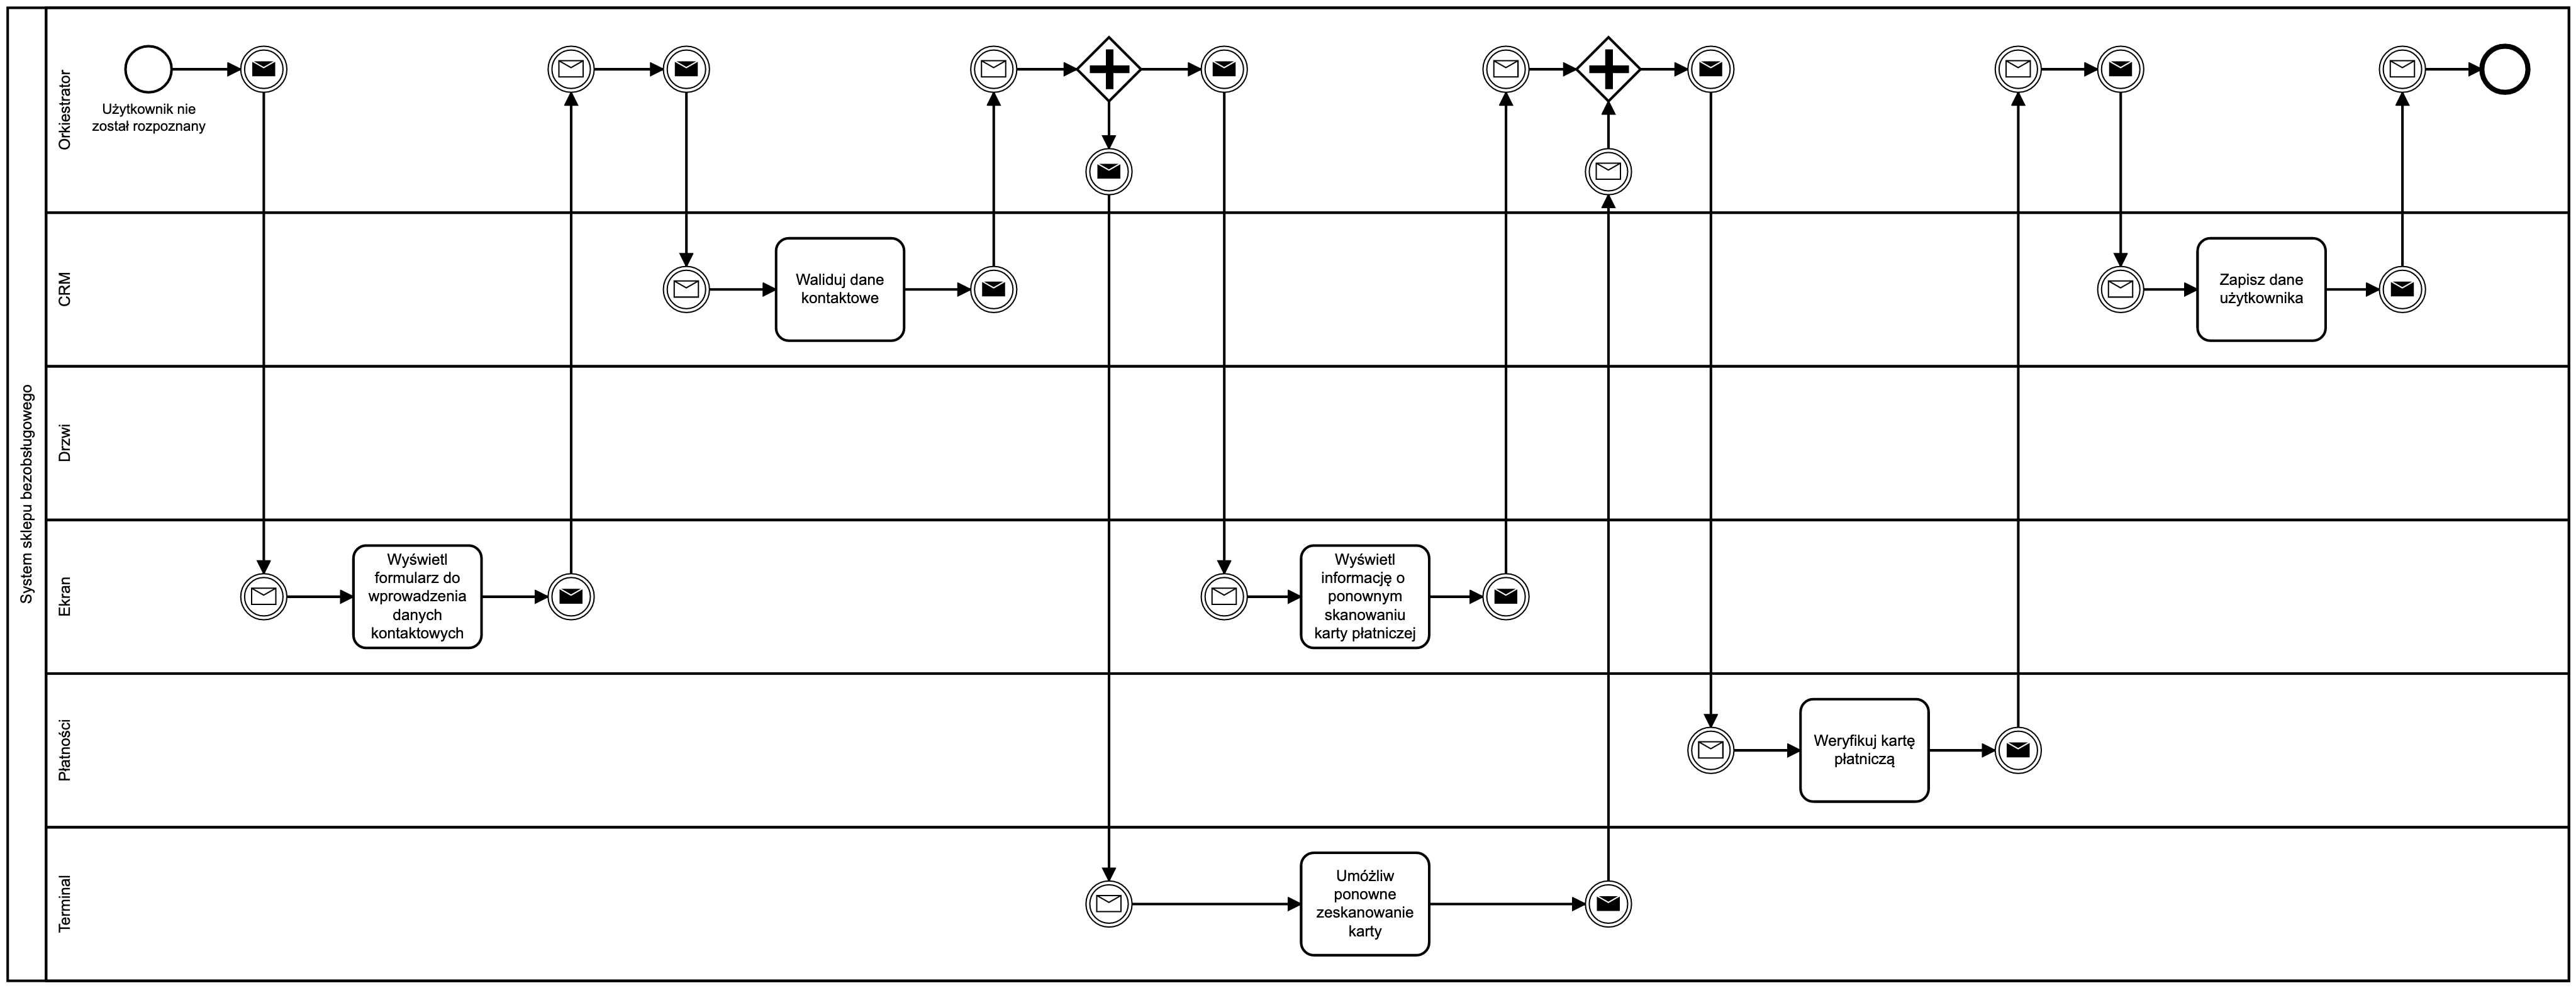 System sklepu bezobsługowego
Orkiestrator
Użytkownik nie
został rozpoznany
CRM
Waliduj dane
kontaktowe
Zapisz dane
użytkownika
Drzwi
Ekran
Wyświetl
formularz do
wprowadzenia
danych
kontaktowych
Wyświetl
informację o
ponownym
skanowaniu
karty płatniczej
Płatności
Weryfikuj kartę
płatniczą
Terminal
Umóżliw
ponowne
zeskanowanie
karty